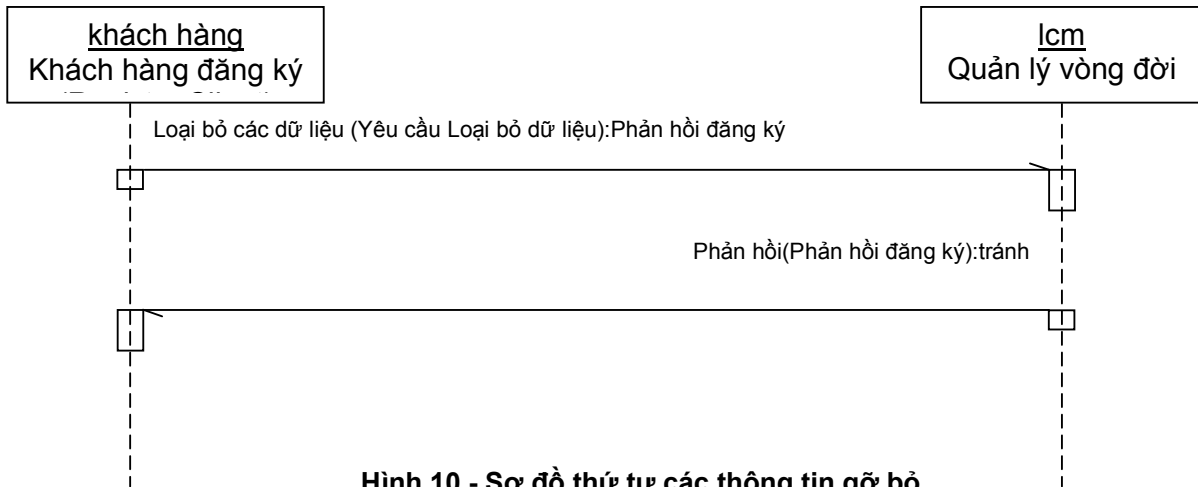 khách hàng
Khách hàng đăng ký
lcm
Quản lý vòng đời
Loại bỏ các dữ liệu (Yêu cầu Loại bỏ dữ liệu):Phản hồi đăng ký
Phản hồi(Phản hồi đăng ký):tránh
Hình 10 - Sơ đồ thứ tự các thông tin gỡ bỏ